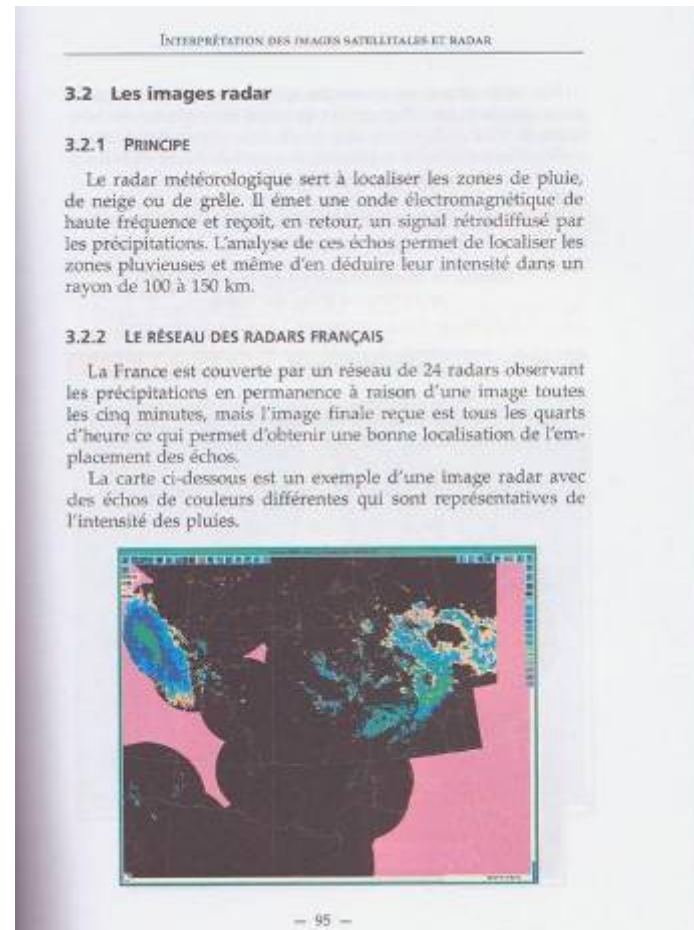 INTERPRÉTATION DES IMAGES SATELLITALES ET RADAR
3.2 Les images radar
3.2.1 PRINCIPE
Le radar météorologique sert à localiser les zones de pluie,
de neige ou de grêle. Il émet une onde électromagnétique de
haute fréquence et reçoit, en retour, un signal rétrodiffusé par
les précipitations. L'analyse de ces échos permet de localiser les
zones pluvieuses et même d'en déduire leur intensité dans un
rayon de 100 à 150 km.
3.2.2 LE RÉSEAU DES RADARS FRANÇAIS
La France est couverte par un réseau de 24 radars observant
les précipitations en permanence à raison d'une image toutes
les cinq minutes, mais l'image finale reçue est tous les quarts
d'heure ce qui permet d'obtenir une bonne localisation de l'em-
placement des échos.
La carte ci-dessous est un exemple d'une image radar avec
des échos de couleurs différentes qui sont représentatives de
l'intensité des pluies.
— 95 —